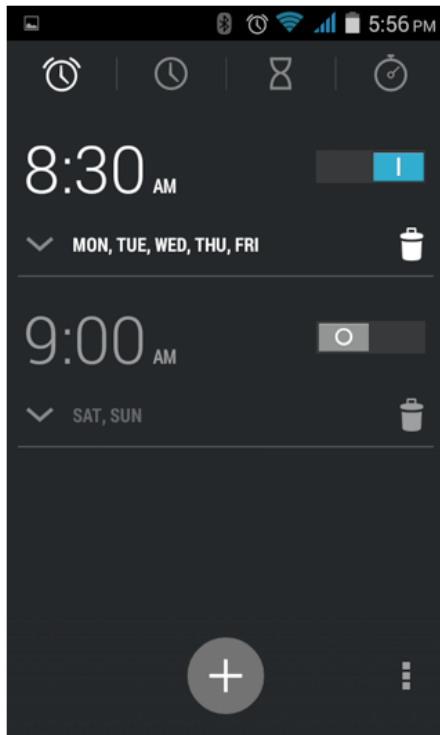 5:56 PM
8:30 AM
MON, TUE, WED, THU, FRI
9:00 AM
SAT, SUN